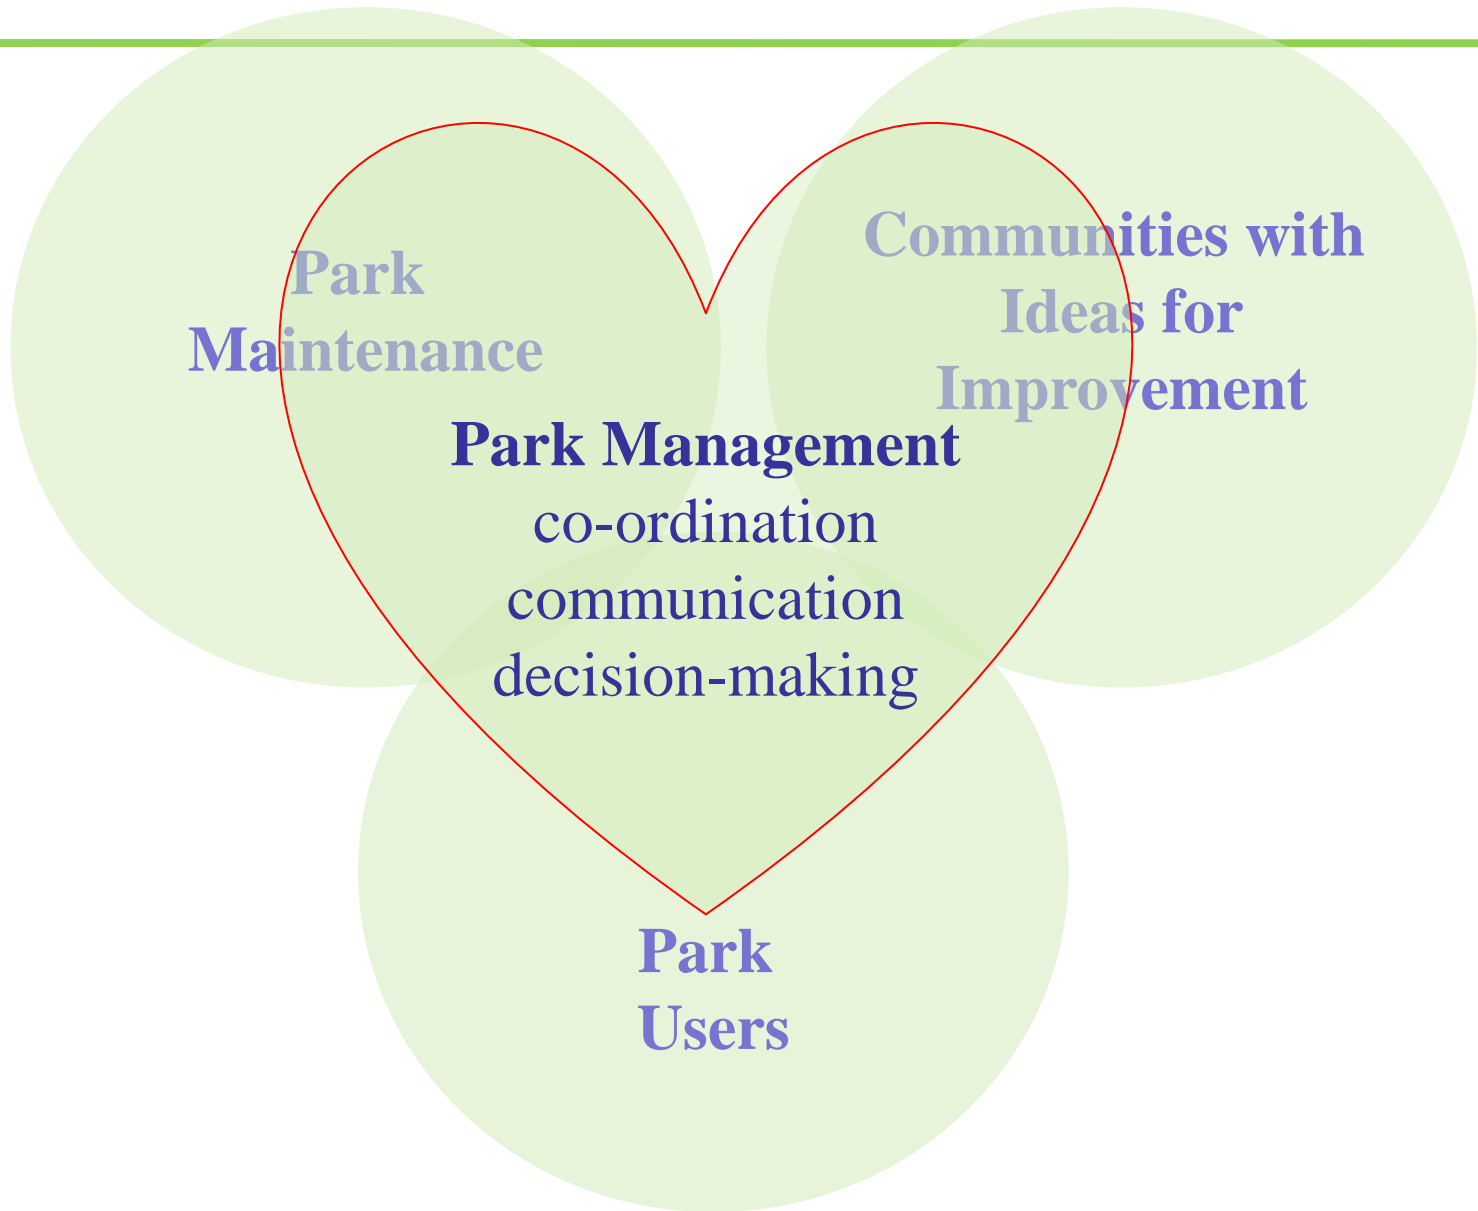 Park
Maintenance
Communities with
Ideas for
Improvement
Park Management
co-ordination
communication
decision-making
Park
Users